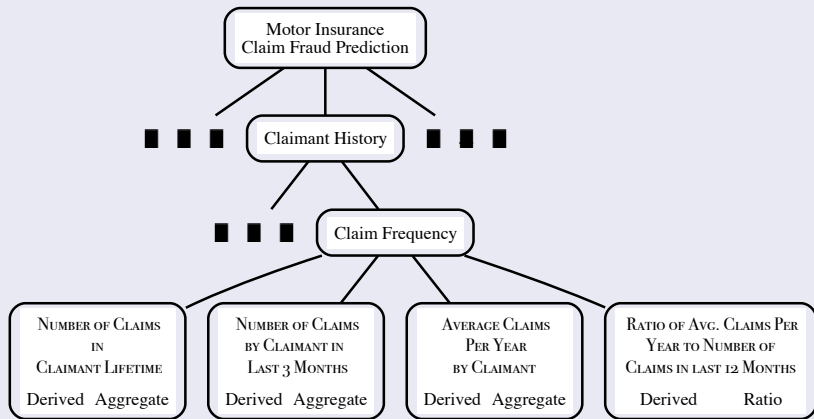 Motor Insurance
Claim Fraud Prediction
Claimant History
Claim Frequency
Number of Claims
in
Claimant Lifetime
Derived Aggregate
Number of Claims
by Claimant in
Last 3 Months
Derived Aggregate
Average Claims
Per Year
by Claimant
Derived Aggregate
Ratio of Avg. Claims Per
Year to Number of
Claims in last 12 Months
Derived Ratio